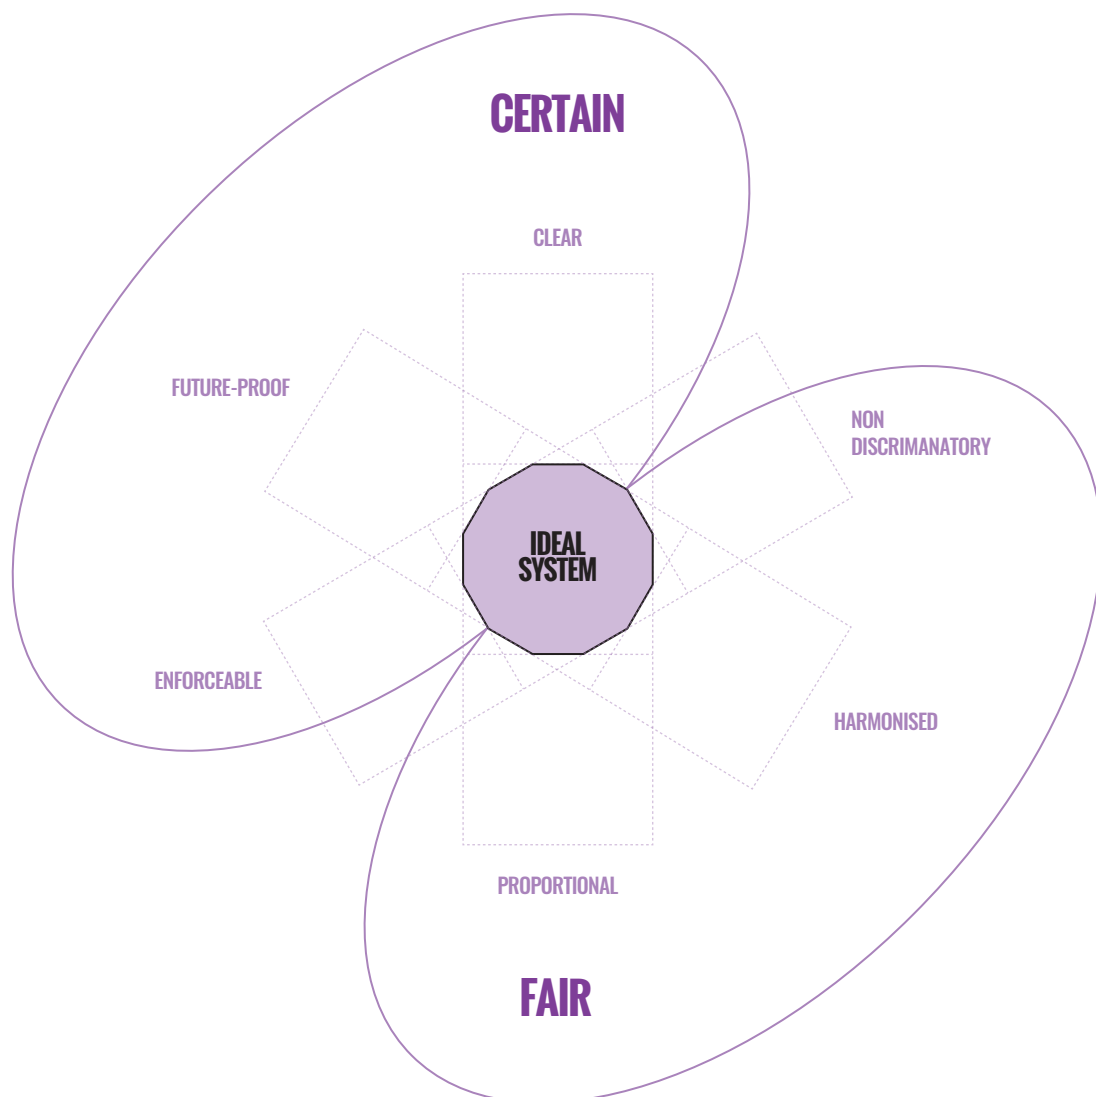 CERTAIN
CLEAR
FUTURE-PROOF
NON
DISCRIMANATORY
IDEAL
SYSTEM
ENFORCEABLE
HARMONISED
PROPORTIONAL
FAIR